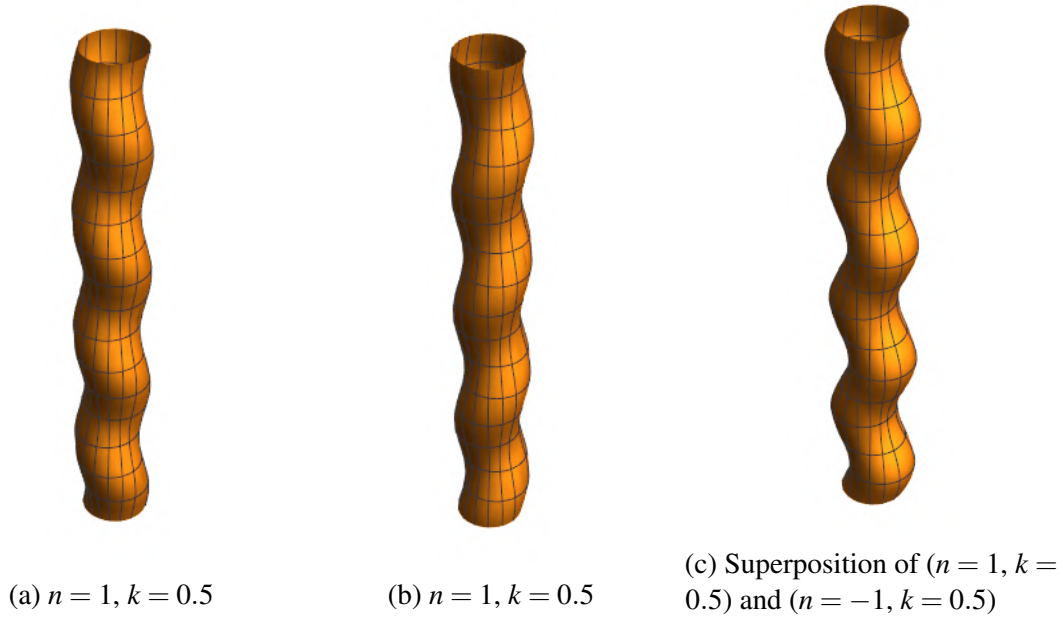 (a) n = 1, k = 0.5
(b) n = 1, k = 0.5
(c) Superposition of (n = 1, k =
0.5) and (n = −1, k = 0.5)